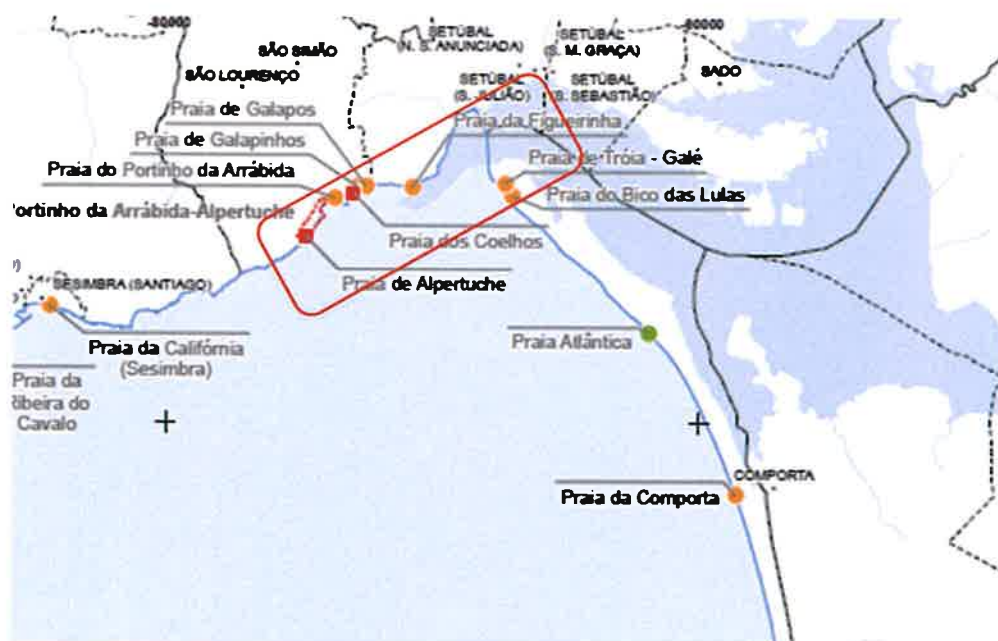 SETÚBAL
(N. S. ANUNCIADA)
SETÚBAL
(S. M. GRAÇA)
SÃO SIMÃO
SÃO LOURENÇO
SETÚBAL
(S. JULIÃO)
SETÚBAL
(S. SEBASTIÃO)
SADO
Praia de Galapos
Praia da Figueirinha
Praia de Galapinhos
Praia de Tróia - Galé
Praia do Portinho da Arrábida
Praia do Bico das Lulas
Portinho da Arrábida-Alpertuche
Praia dos Coelhos
Praia de Alpertuche
SESIMBRA (SANTIAGO)
Praia da Califórnia
(Sesimbra)
Praia Atlântica
Praia da
Ribeira do
Cavalo
COMPORTA
Praia da Comporta